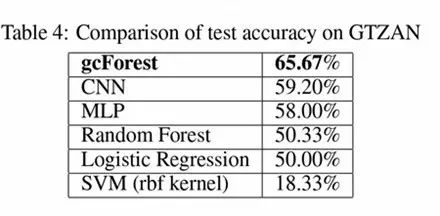 Table 4: Comparison of test accuracy on GTZAN
gcForest 65.67%
CNN 59.20%
MLP 58.00%
Random Forest 50.33%
Logistic Regression 50.00%
SVM (rbf kernel) 18.33%